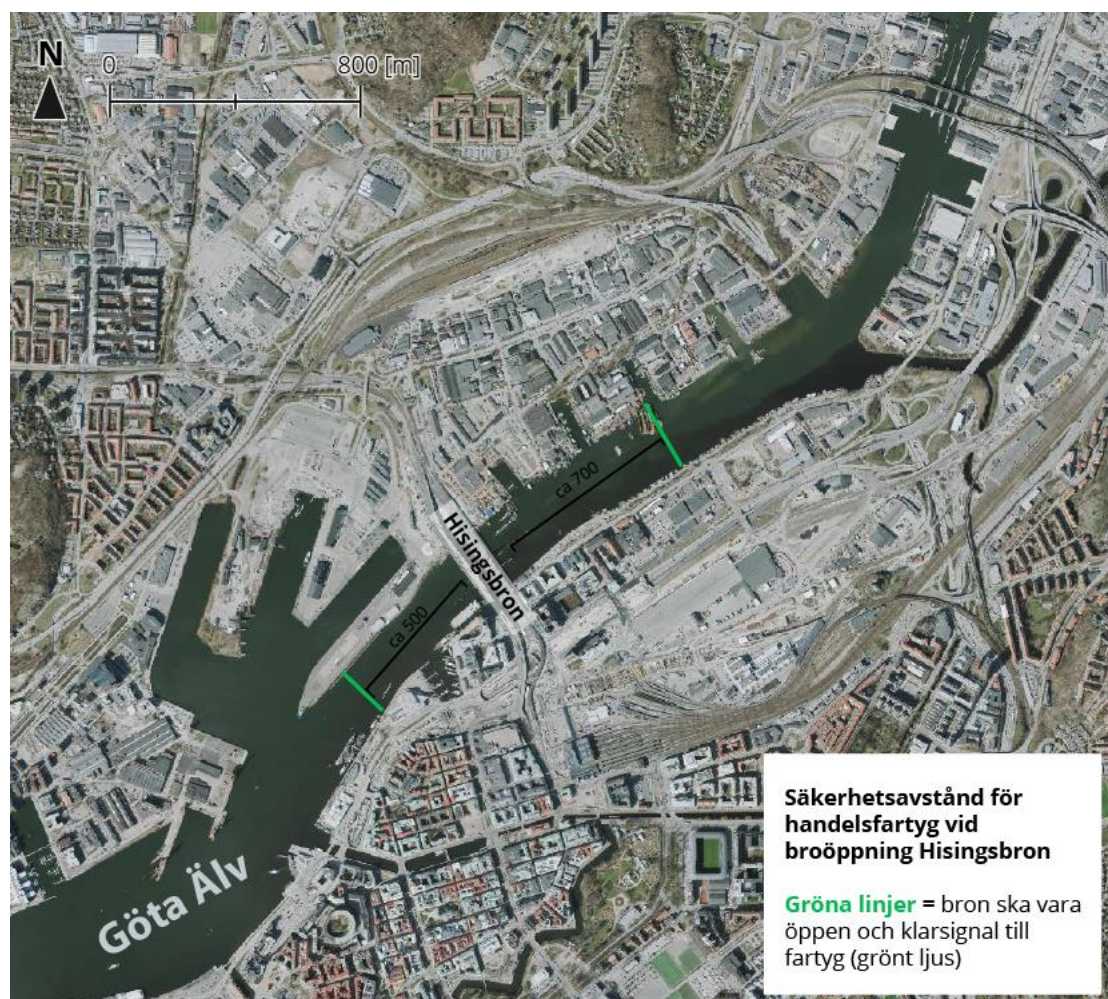 N
0
800 [m]
ca 700
Hisingsbron
ca 500
Göta Älv
Säkerhetsavstånd för
handelsfartyg vid
broöppning Hisingsbron
Gröna linjer = bron ska vara
öppen och klarsignal till
fartyg (grönt ljus)